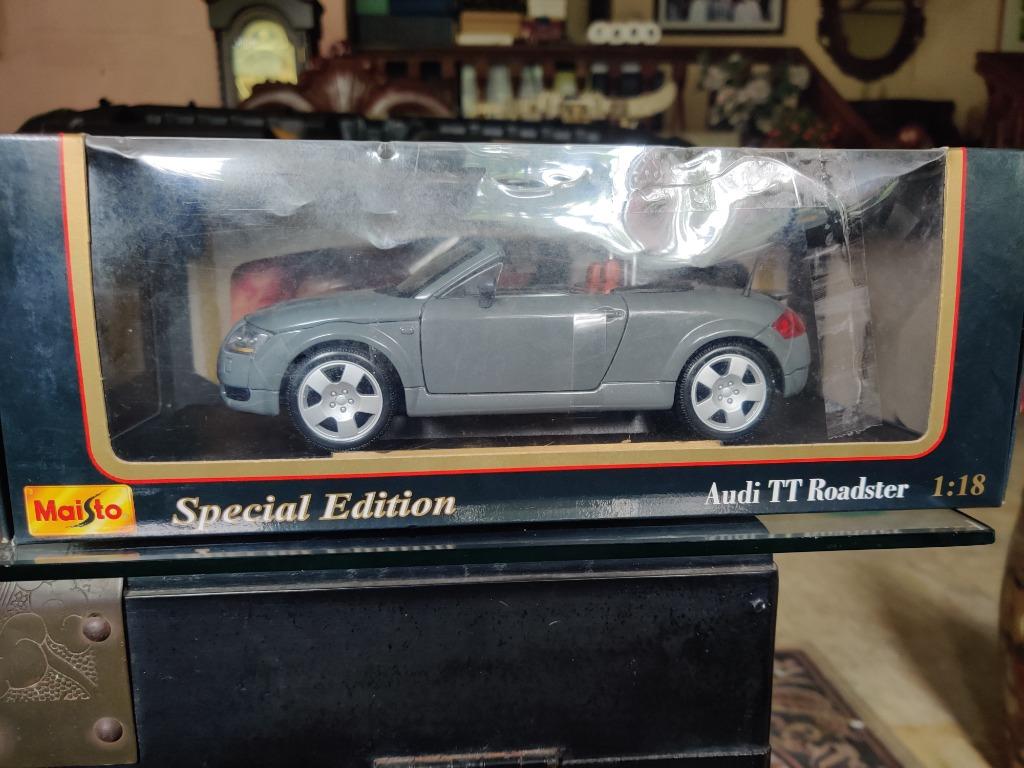 Maisto
Special Edition
Audi TT Roadster 1:18